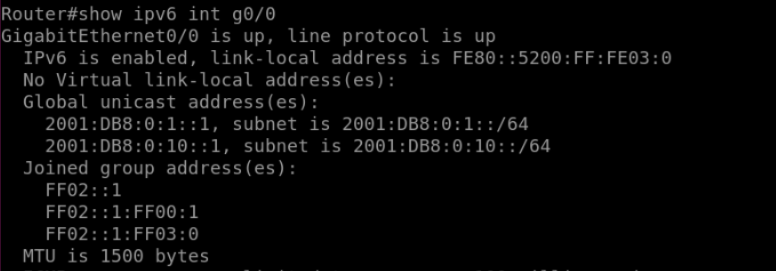 Router#show ipv6 int g0/0
GigabitEthernet0/0 is up, line protocol is up
IPv6 is enabled, link-local address is FE80::5200:FF:FE03:0
No Virtual link-local address(es):
Global unicast address(es):
2001:DB8:0:1::1, subnet is 2001:DB8:0:1::/64
2001:DB8:0:10::1, subnet is 2001:DB8:0:10::/64
Joined group address(es):
FF02::1
FF02::1:FF00:1
FF02::1:FF03:0
MTU is 1500 bytes